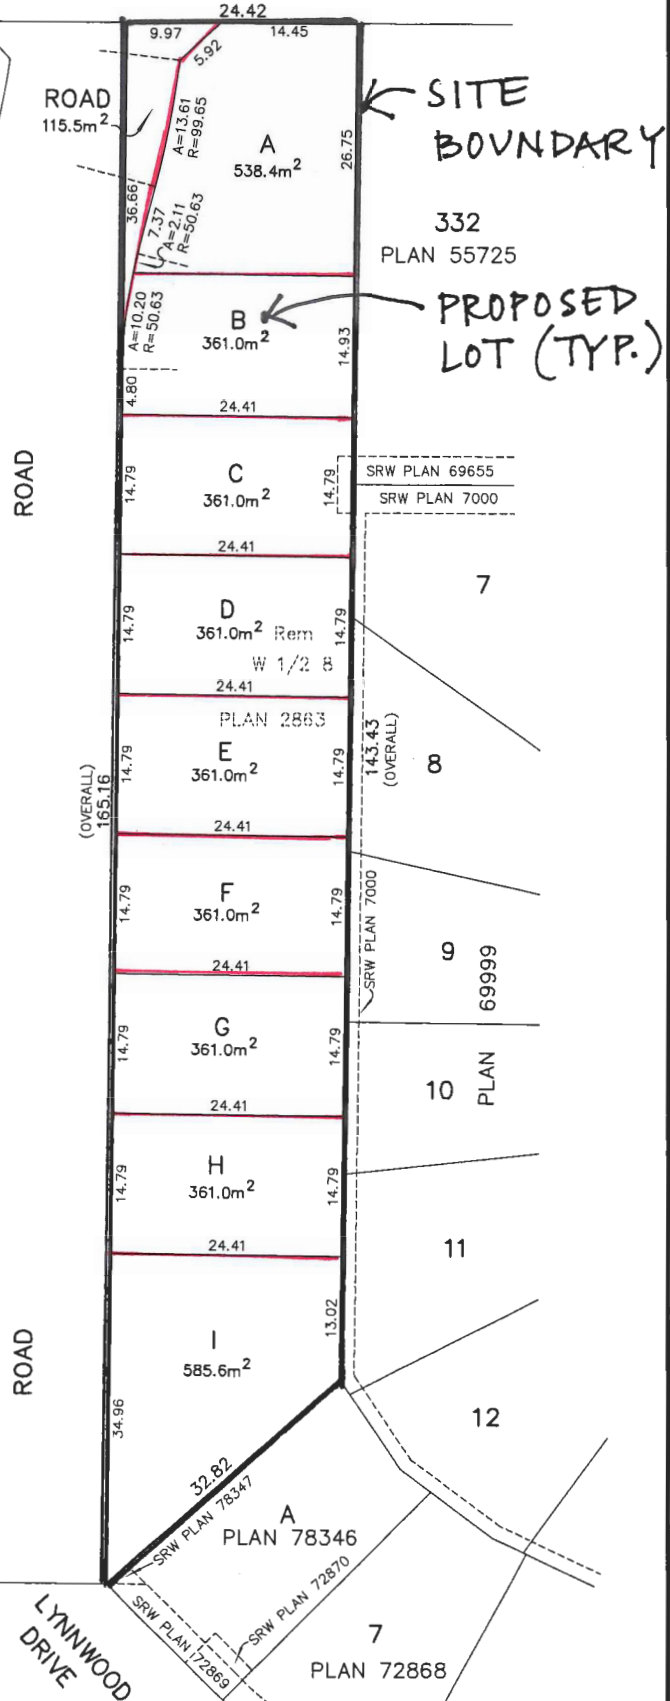 24.42
9.97
14.45
5.92
ROAD
115.5m²
A=13.61
R=99.65
A
538.4m²
26.75
SITE
BOUNDARY
36.66
7.37
A=2.11
R=50.63
332
PLAN 55725
A=10.20
R=50.63
B
361.0m²
14.93
PROPOSED
LOT (TYP.)
4.80
24.41
ROAD
14.79
C
361.0m²
14.79
SRW PLAN 69655
SRW PLAN 7000
24.41
7
14.79
D
361.0m² Rem
W 1/2 8
14.79
24.41
PLAN 2863
14.79
E
361.0m²
14.79
143.43
(OVERALL)
8
(OVERALL)
165.16
24.41
14.79
F
361.0m²
14.79
SRW PLAN 7000
9
PLAN 69999
24.41
14.79
G
361.0m²
14.79
10
24.41
14.79
H
361.0m²
14.79
24.41
11
ROAD
I
585.6m²
13.02
34.96
12
32.82
SRW PLAN 78347
A
PLAN 78346
SRW PLAN 72870
SRW PLAN 72869
LYNNWOOD
DRIVE
7
PLAN 72868